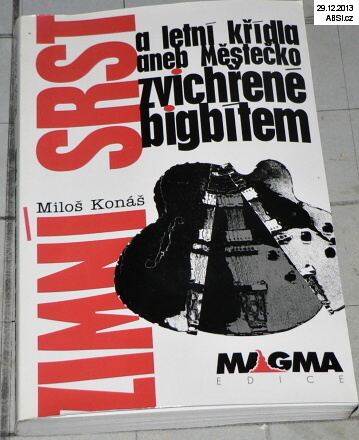 29.12.2013
ABSI.cz
ZIMNÍ SRST
a letní křídla
aneb Městečko
zvichřené
bigbítem
Miloš Konáš
MAGMA
EDICE